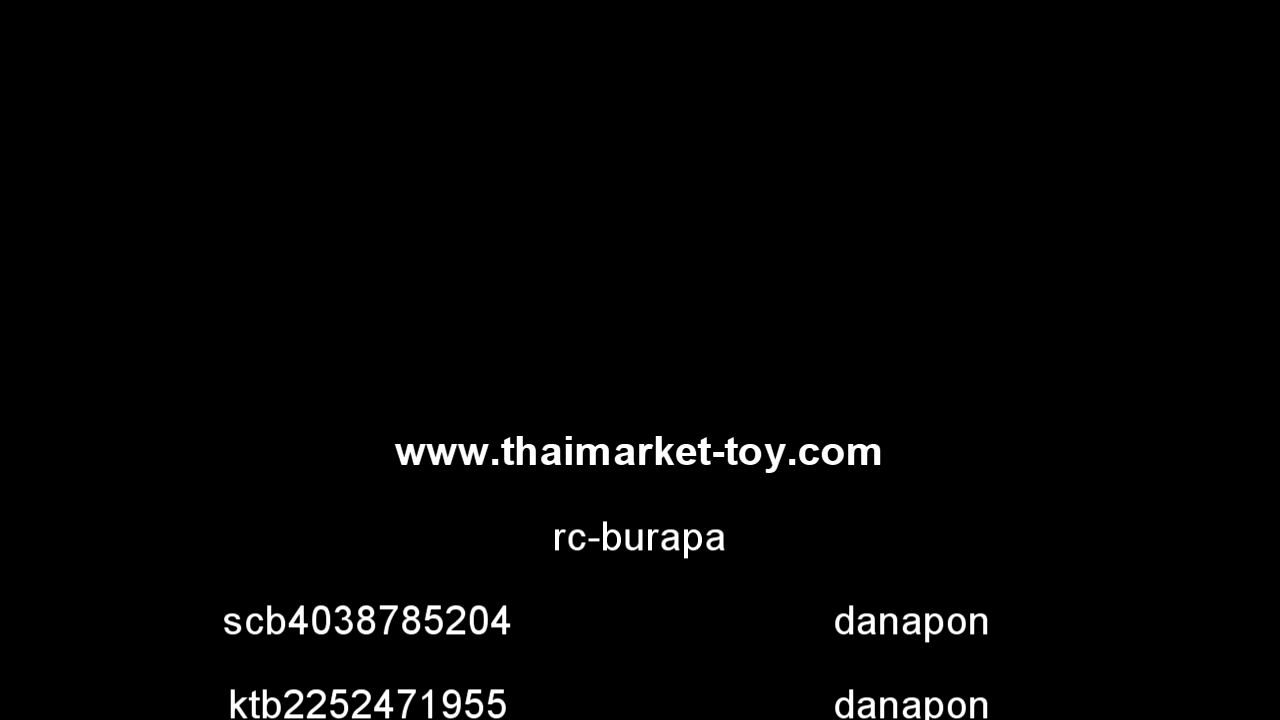 www.thaimarket-toy.com
rc-burapa
scb4038785204 danapon
ktb2252471955 danapon